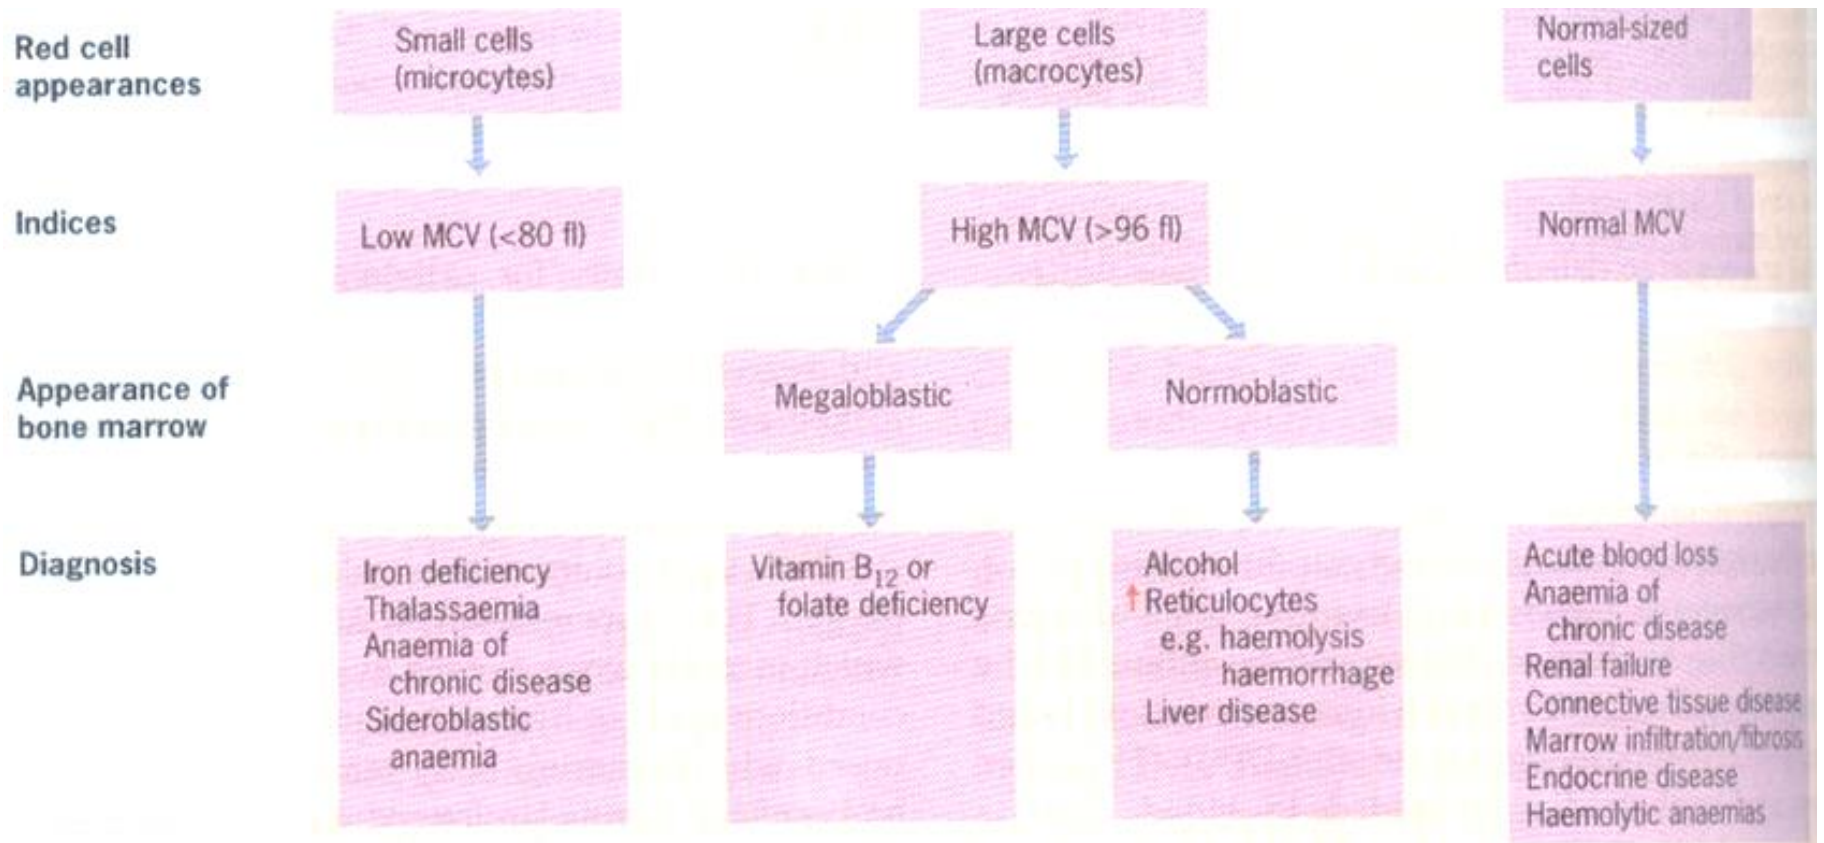 Red cell
appearances
Small cells
(microcytes)
Large cells
(macrocytes)
Normal-sized
cells
Indices
Low MCV (<80 fl)
High MCV (>96 fl)
Normal MCV
Appearance of
bone marrow
Megaloblastic
Normoblastic
Diagnosis
Iron deficiency
Thalassaemia
Anaemia of
chronic disease
Sideroblastic
anaemia
Vitamin B₁₂ or
folate deficiency
Alcohol
↑Reticulocytes
e.g. haemolysis
haemorrhage
Liver disease
Acute blood loss
Anaemia of
chronic disease
Renal failure
Connective tissue disease
Marrow infiltration/fibrosis
Endocrine disease
Haemolytic anaemias